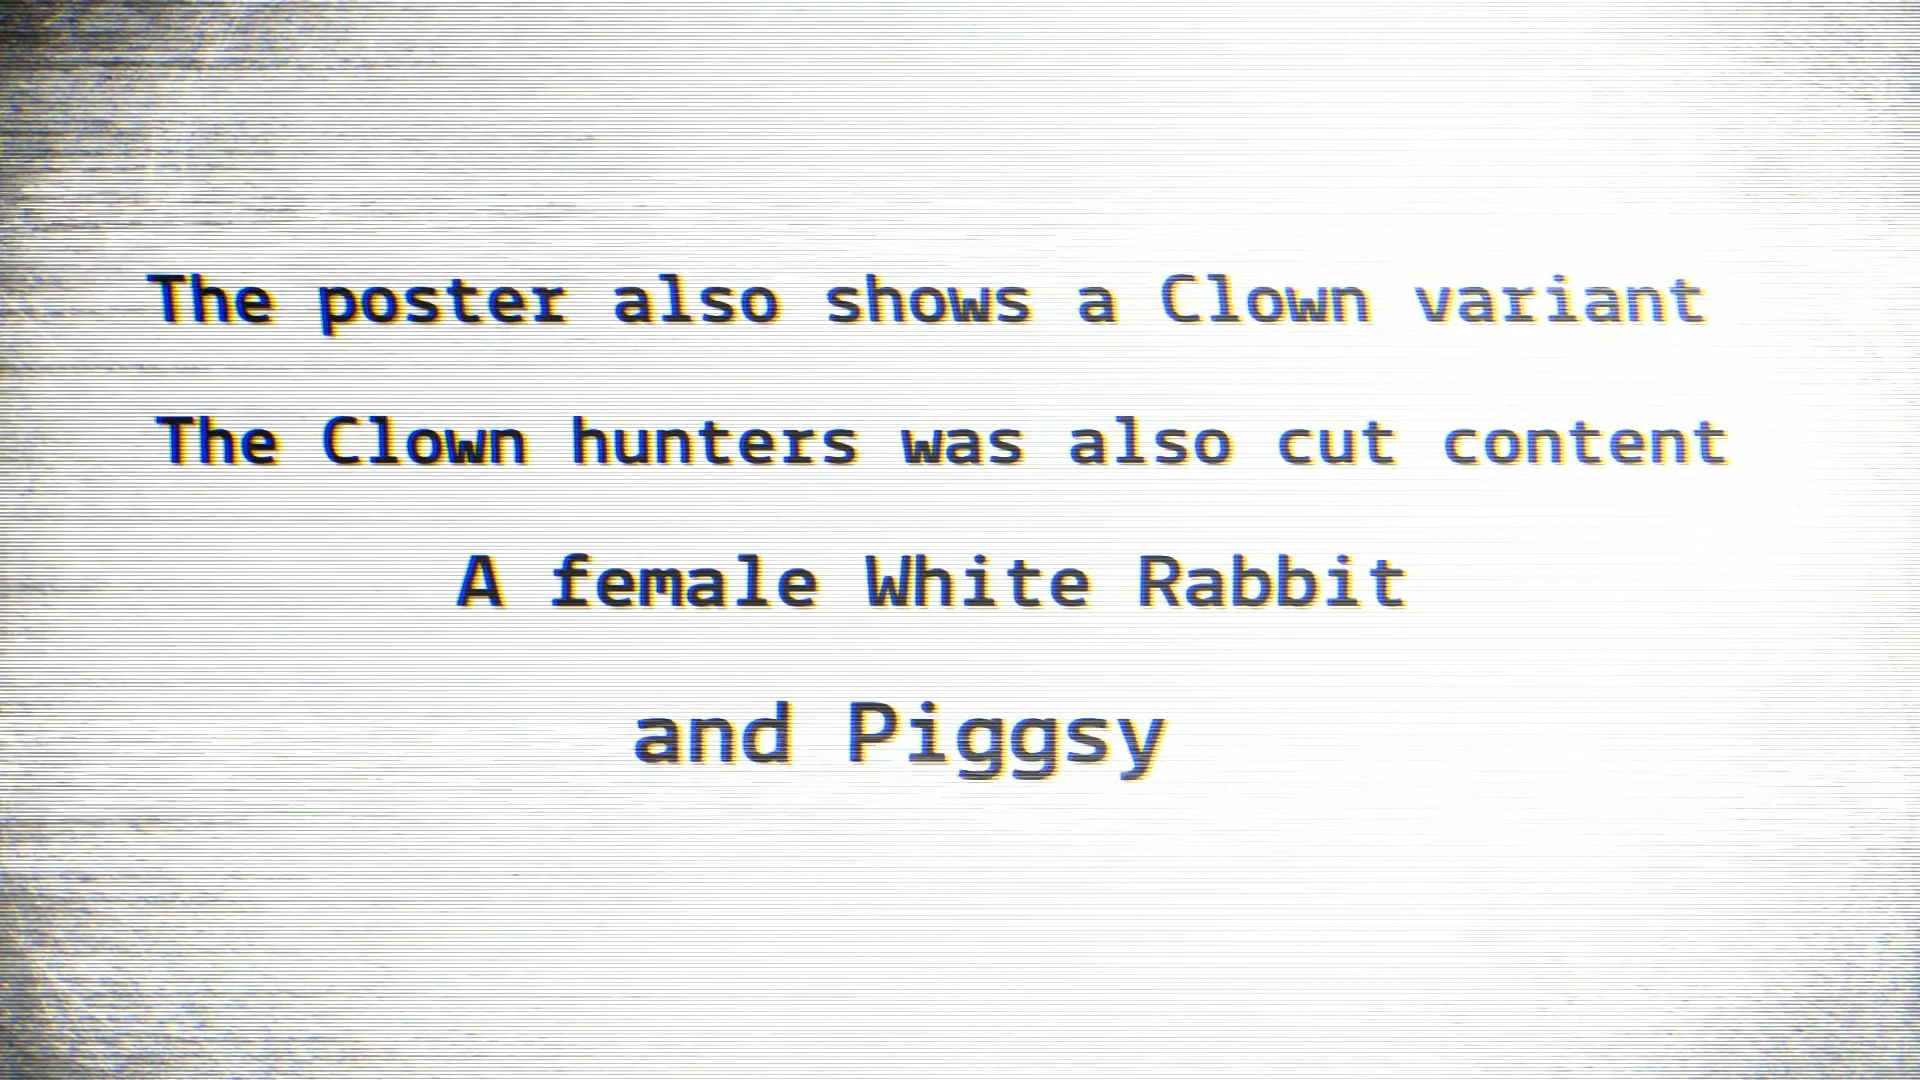 The poster also shows a Clown variant
The Clown hunters was also cut content
A female White Rabbit
and Piggsy